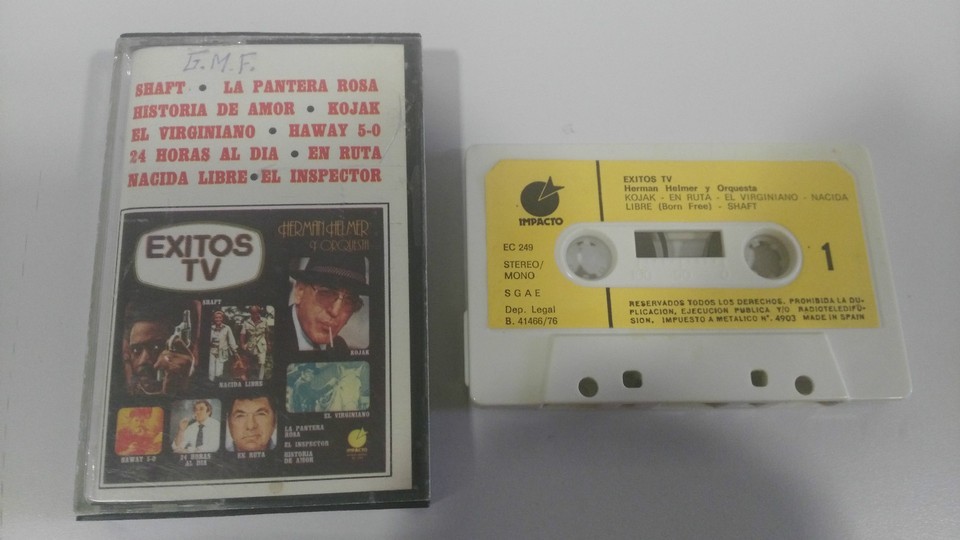 G.M.F.
SHAFT • LA PANTERA ROSA
HISTORIA DE AMOR • KOJAK
EL VIRGINIANO • HAWAY 5-0
24 HORAS AL DIA • EN RUTA
NACIDA LIBRE • EL INSPECTOR
HERMAN HELMER
Y ORQUESTA
EXITOS
TV
SHAFT
KOJAK
NACIDA LIBRE
EL VIRGINIANO
HAWAY 5-0
24 HORAS
AL DIA
EN RUTA
LA PANTERA
ROSA
EL INSPECTOR
HISTORIA
DE AMOR
IMPACTO
IMPACTO
EXITOS TV
Herman Helmer y Orquesta
KOJAK - EN RUTA - EL VIRGINIANO - NACIDA
LIBRE (Born Free) - SHAFT
EC 249
STEREO/
MONO
S G A E
Dep. Legal
B. 41466/76
1
RESERVADOS TODOS LOS DERECHOS. PROHIBIDA LA DU-
PLICACION, EJECUCION PUBLICA Y/O RADIOTELEDIFU-
SION. IMPUESTO A METALICO Nº. 4903 MADE IN SPAIN